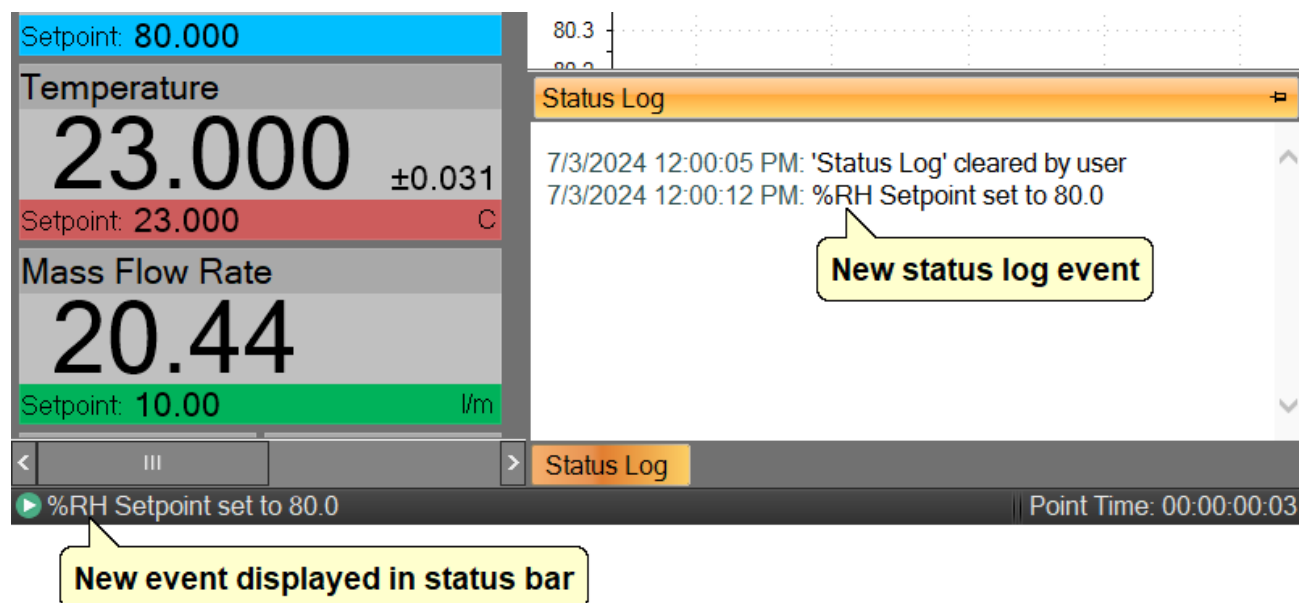 Setpoint: 80.000
Temperature
23.000 ±0.031
Setpoint: 23.000 C
Mass Flow Rate
20.44
Setpoint: 10.00 l/m
80.3
Status Log
7/3/2024 12:00:05 PM: 'Status Log' cleared by user
7/3/2024 12:00:12 PM: %RH Setpoint set to 80.0
New status log event
Status Log
%RH Setpoint set to 80.0
Point Time: 00:00:00:03
New event displayed in status bar